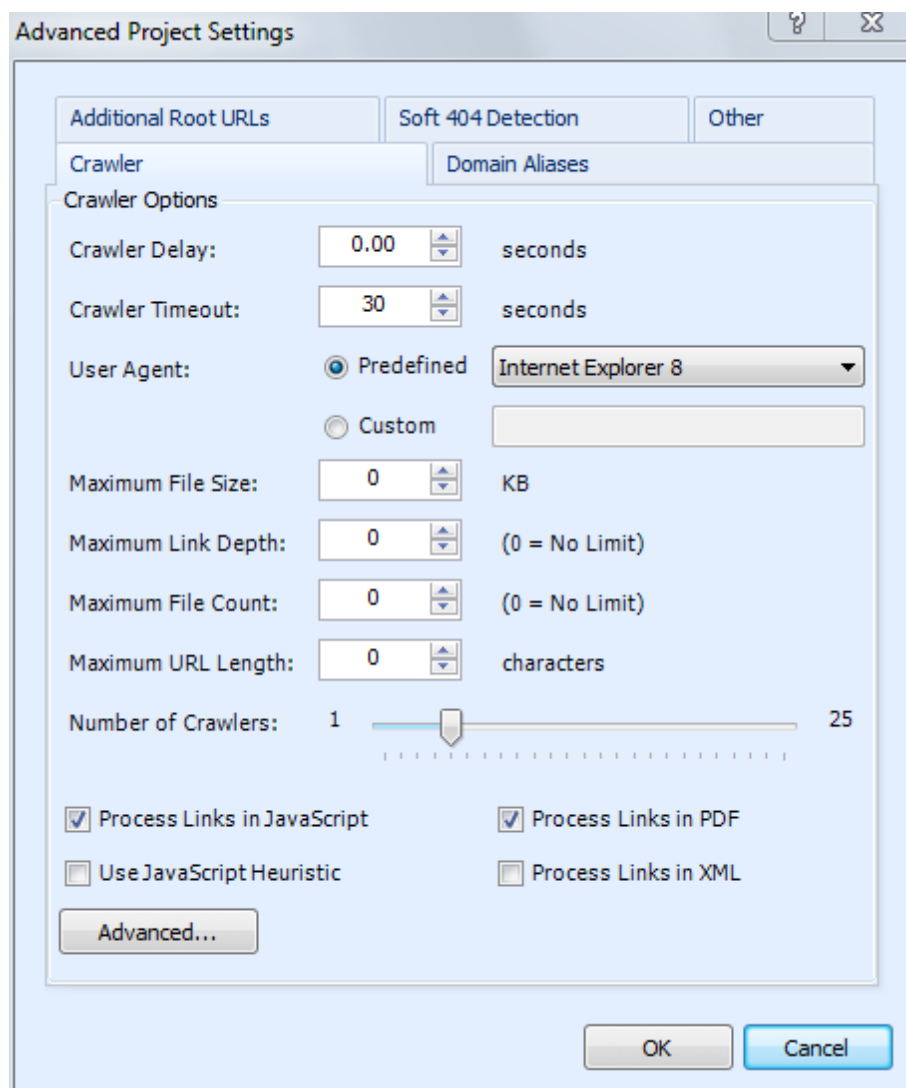 Advanced Project Settings
Additional Root URLs Soft 404 Detection Other
Crawler Domain Aliases
Crawler Options
Crawler Delay: 0.00 seconds
Crawler Timeout: 30 seconds
User Agent: Predefined Internet Explorer 8
Custom
Maximum File Size: 0 KB
Maximum Link Depth: 0 (0 = No Limit)
Maximum File Count: 0 (0 = No Limit)
Maximum URL Length: 0 characters
Number of Crawlers: 1 25
Process Links in JavaScript Process Links in PDF
Use JavaScript Heuristic Process Links in XML
Advanced...
OK Cancel